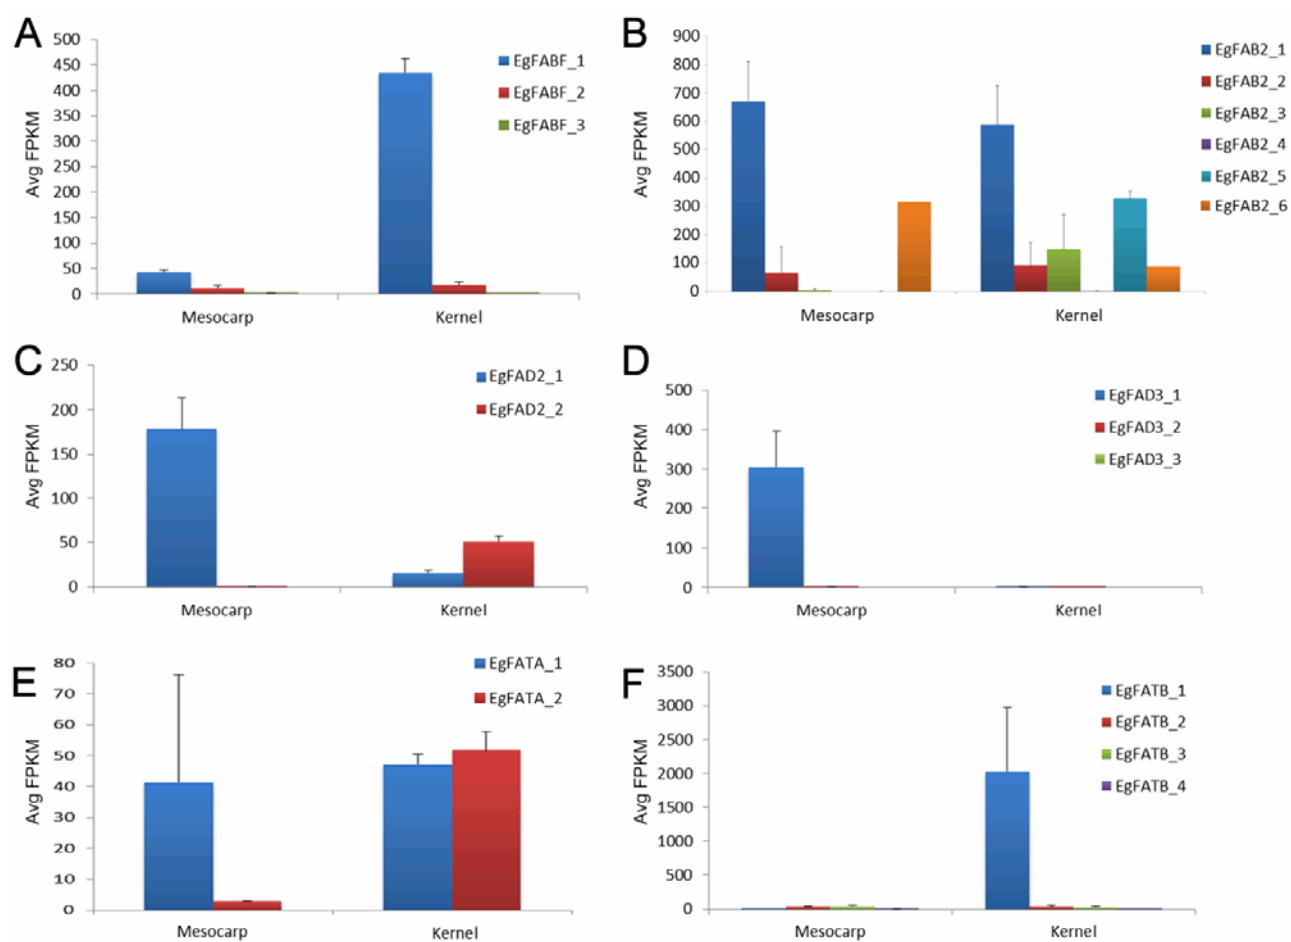 A
Avg FPKM
500
450
400
350
300
250
200
150
100
50
0
Mesocarp
Kernel
EgFABF_1
EgFABF_2
EgFABF_3
B
Avg FPKM
900
800
700
600
500
400
300
200
100
0
Mesocarp
Kernel
EgFAB2_1
EgFAB2_2
EgFAB2_3
EgFAB2_4
EgFAB2_5
EgFAB2_6
C
Avg FPKM
250
200
150
100
50
0
Mesocarp
Kernel
EgFAD2_1
EgFAD2_2
D
Avg FPKM
500
400
300
200
100
0
Mesocarp
Kernel
EgFAD3_1
EgFAD3_2
EgFAD3_3
E
Avg FPKM
80
70
60
50
40
30
20
10
0
Mesocarp
Kernel
EgFATA_1
EgFATA_2
F
Avg FPKM
3500
3000
2500
2000
1500
1000
500
0
Mesocarp
Kernel
EgFATB_1
EgFATB_2
EgFATB_3
EgFATB_4